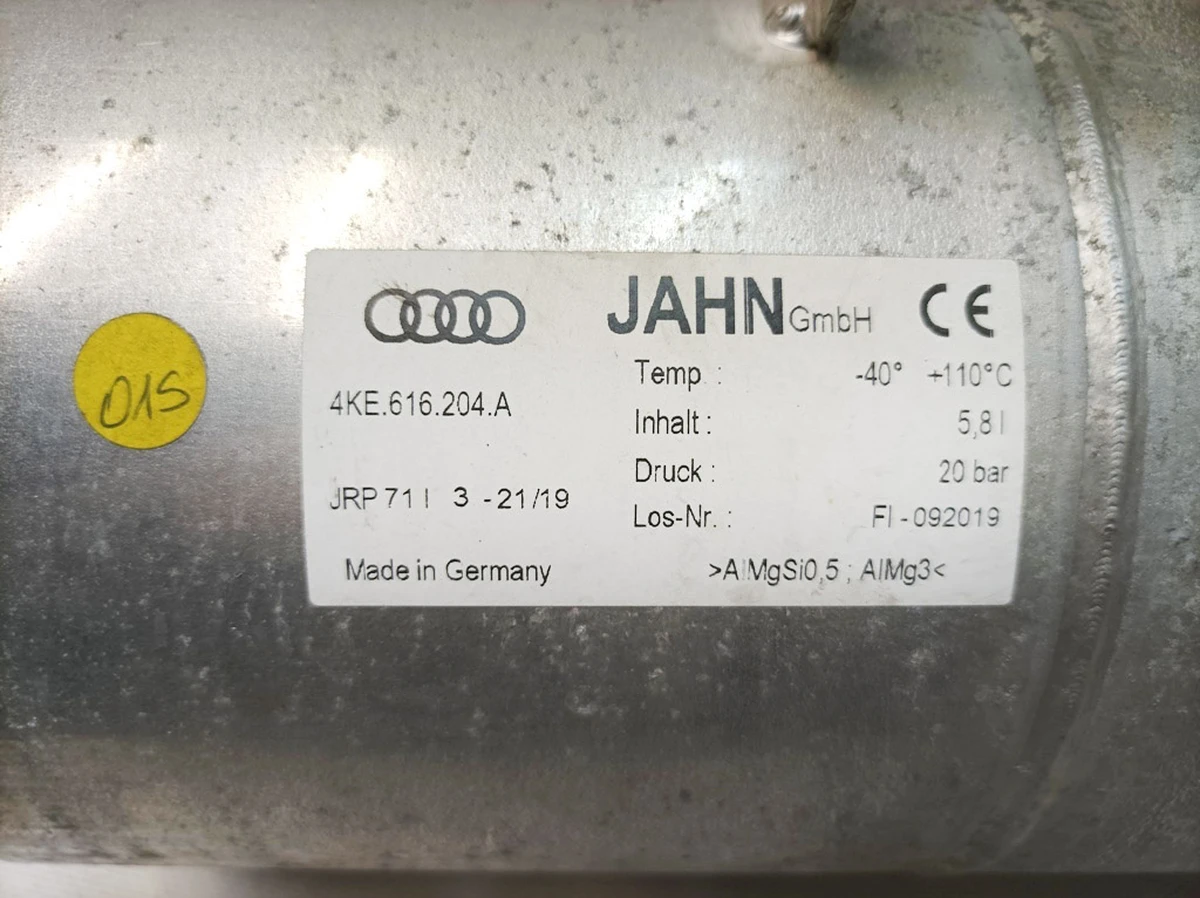 D1S
JAHN GmbH CE
4KE.616.204.A
JRP 71 I 3 - 21/19
Made in Germany
Temp : -40° +110°C
Inhalt : 5,8 l
Druck : 20 bar
Los-Nr. : FI - 092019
>AlMgSi0,5 ; AlMg3<